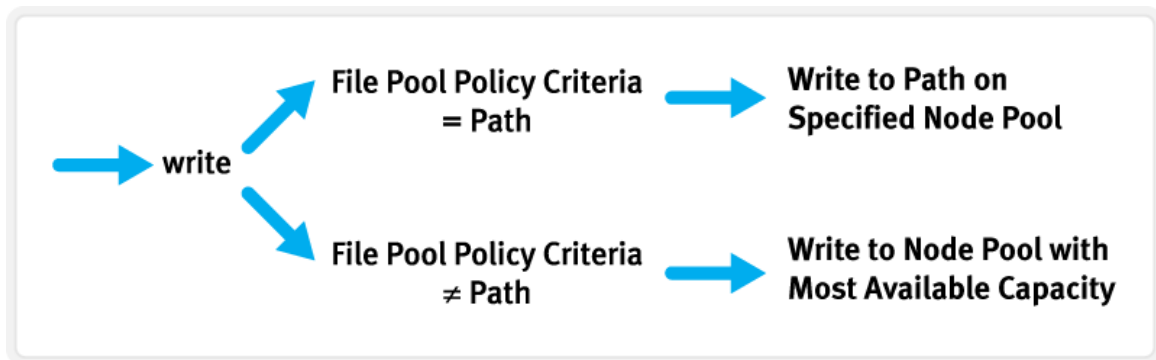 write
File Pool Policy Criteria
= Path
Write to Path on
Specified Node Pool
File Pool Policy Criteria
≠ Path
Write to Node Pool with
Most Available Capacity